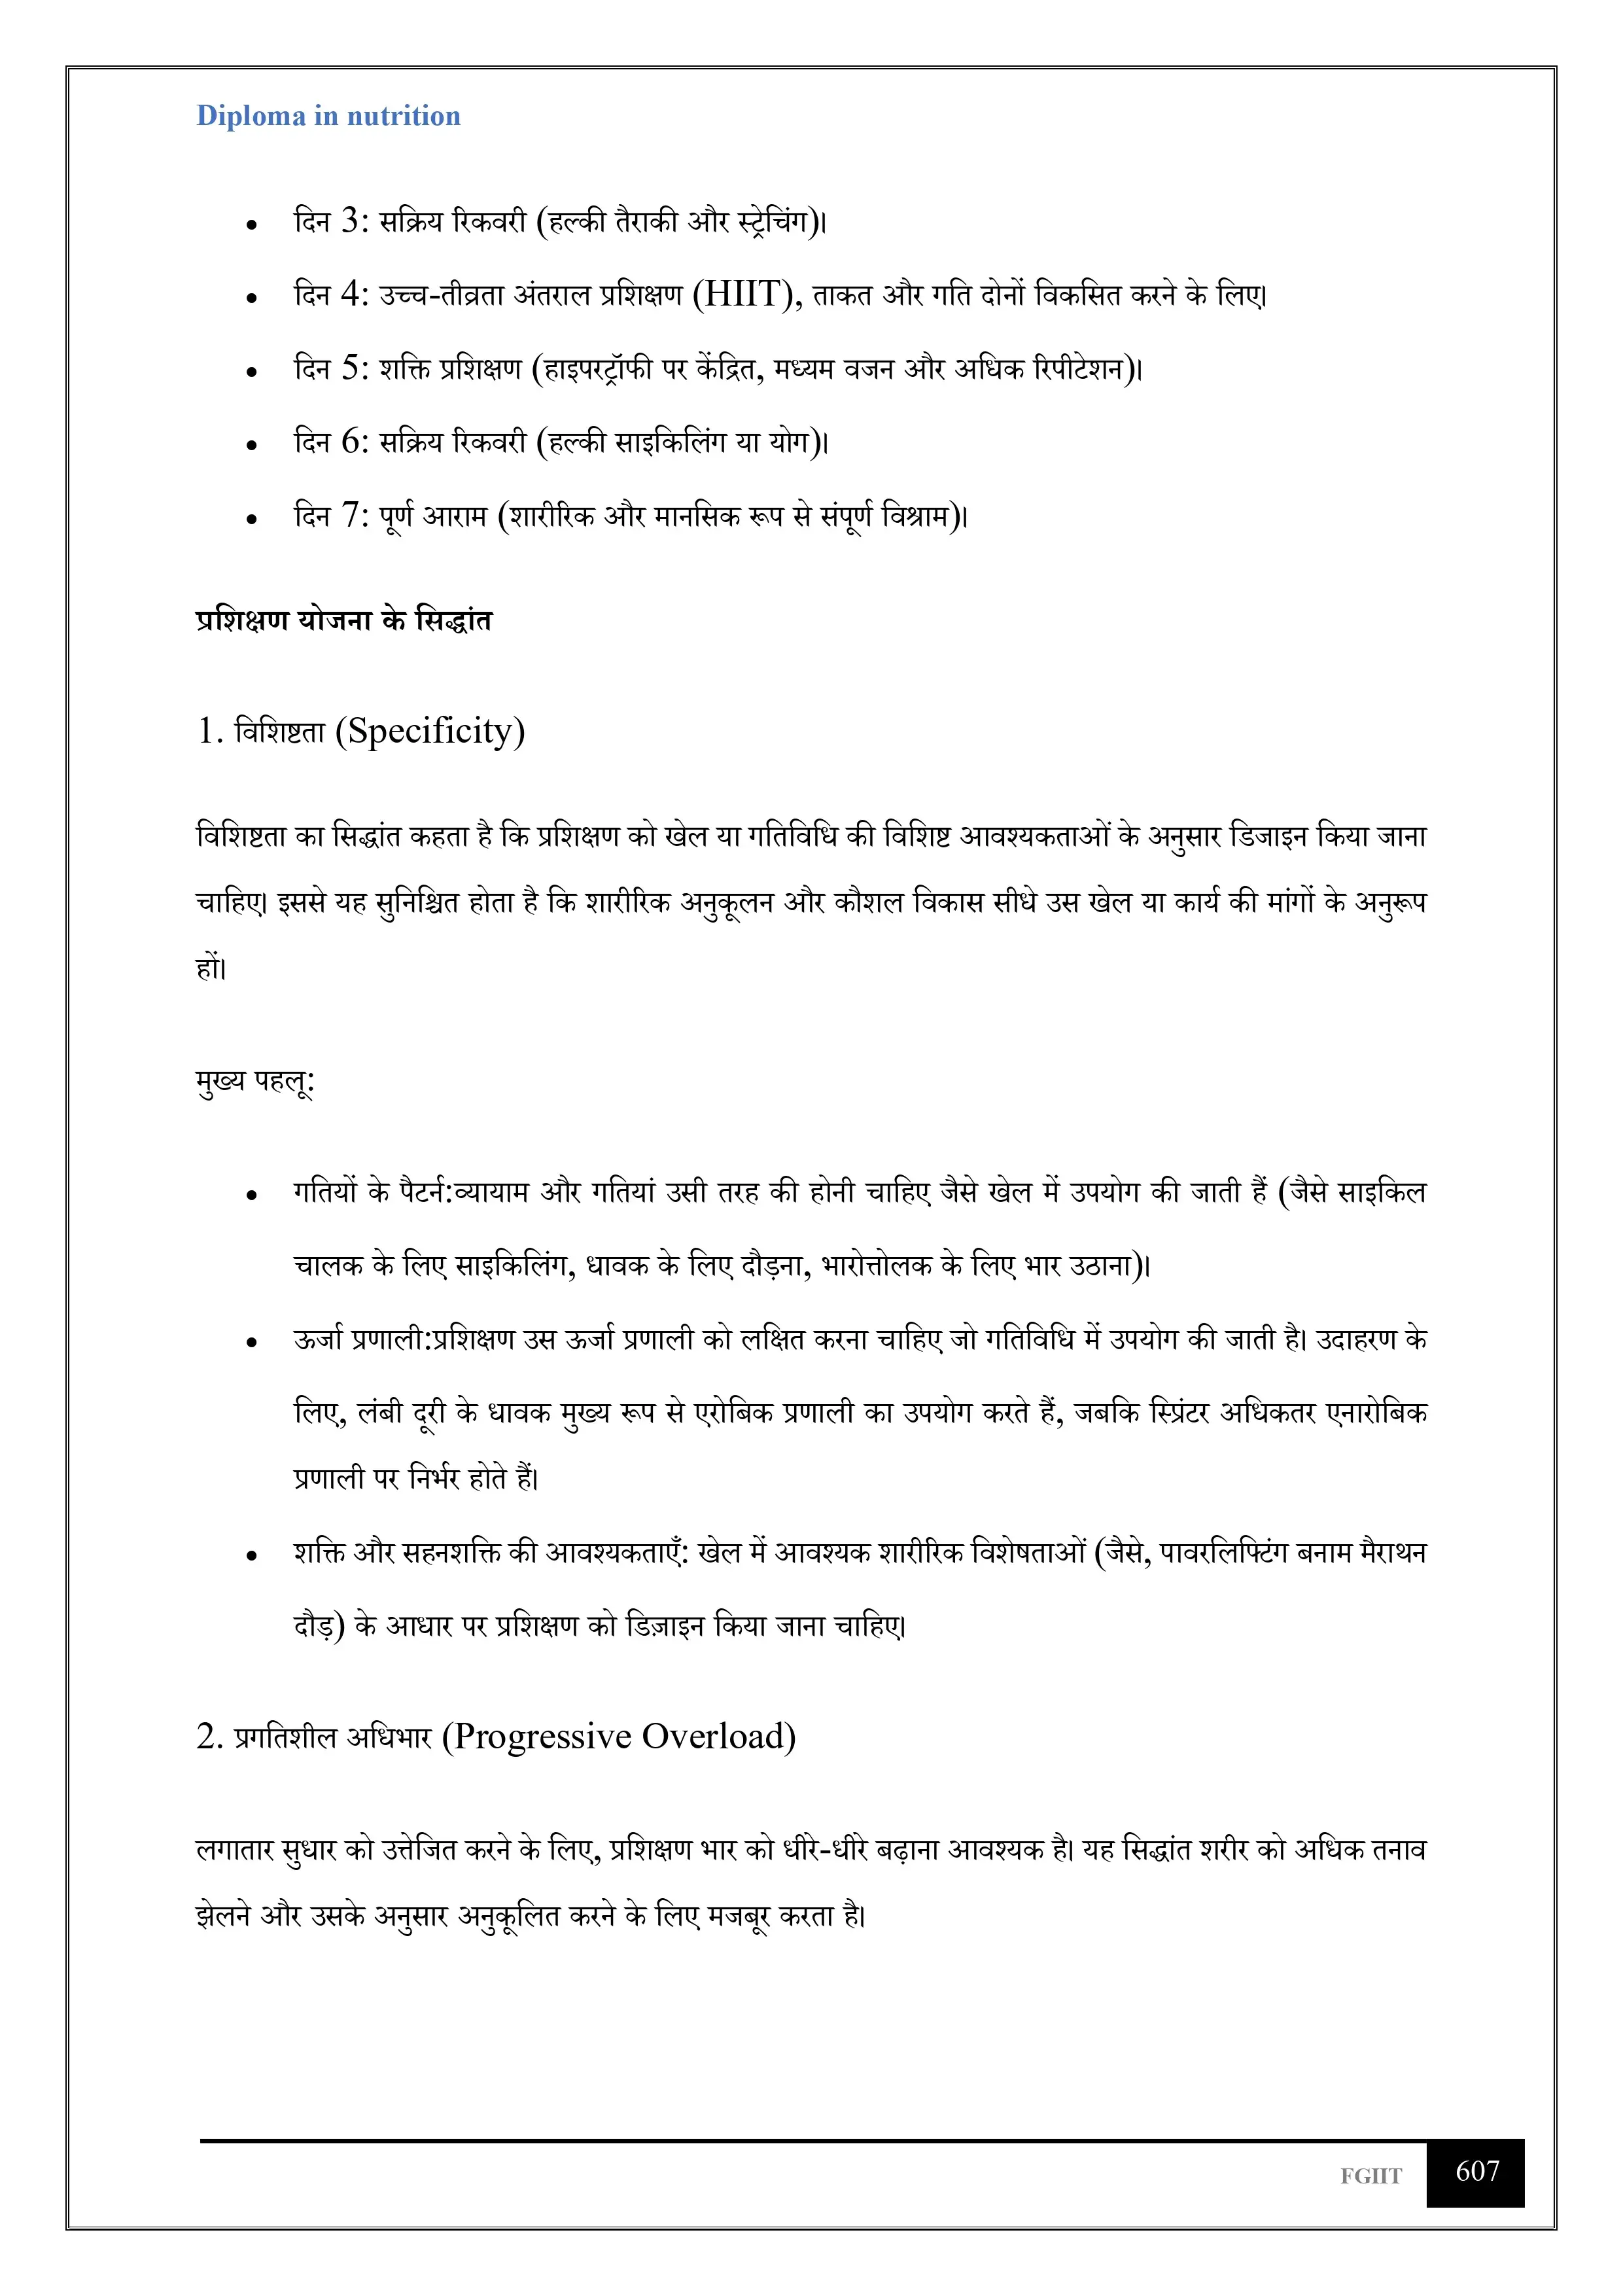 Diploma in nutrition
• दिन 3: सक्रिय रिकवरी (हल्की तैराकी और स्ट्रेचिंग)।
• दिन 4: उच्च-तीव्रता अंतराल प्रशिक्षण (HIIT), ताकत और गति दोनों विकसित करने के लिए।
• दिन 5: शक्ति प्रशिक्षण (हाइपरट्रॉफी पर केंद्रित, मध्यम वजन और अधिक रिपीटेशन)।
• दिन 6: सक्रिय रिकवरी (हल्की साइकिलिंग या योग)।
• दिन 7: पूर्ण आराम (शारीरिक और मानसिक रूप से संपूर्ण विश्राम)।
प्रशिक्षण योजना के सिद्धांत
1. विशिष्टता (Specificity)
विशिष्टता का सिद्धांत कहता है कि प्रशिक्षण को खेल या गतिविधि की विशिष्ट आवश्यकताओं के अनुसार डिजाइन किया जाना
चाहिए। इससे यह सुनिश्चित होता है कि शारीरिक अनुकूलन और कौशल विकास सीधे उस खेल या कार्य की मांगों के अनुरूप
हों।
मुख्य पहलू:
• गतियों के पैटर्न:व्यायाम और गतियां उसी तरह की होनी चाहिए जैसे खेल में उपयोग की जाती हैं (जैसे साइकिल
चालक के लिए साइकिलिंग, धावक के लिए दौड़ना, भारोत्तोलक के लिए भार उठाना)।
• ऊर्जा प्रणाली:प्रशिक्षण उस ऊर्जा प्रणाली को लक्षित करना चाहिए जो गतिविधि में उपयोग की जाती है। उदाहरण के
लिए, लंबी दूरी के धावक मुख्य रूप से एरोबिक प्रणाली का उपयोग करते हैं, जबकि स्प्रिंटर अधिकतर एनारोबिक
प्रणाली पर निर्भर होते हैं।
• शक्ति और सहनशक्ति की आवश्यकताएँ: खेल में आवश्यक शारीरिक विशेषताओं (जैसे, पावरलिफ्टिंग बनाम मैराथन
दौड़) के आधार पर प्रशिक्षण को डिज़ाइन किया जाना चाहिए।
2. प्रगतिशील अधिभार (Progressive Overload)
लगातार सुधार को उत्तेजित करने के लिए, प्रशिक्षण भार को धीरे-धीरे बढ़ाना आवश्यक है। यह सिद्धांत शरीर को अधिक तनाव
झेलने और उसके अनुसार अनुकूलित करने के लिए मजबूर करता है।
FGIIT 607